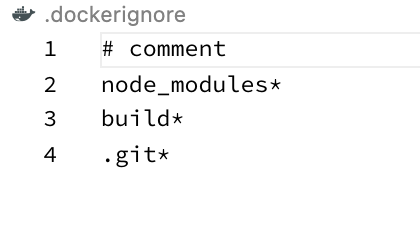 .dockerignore
1 # comment
2 node_modules*
3 build*
4 .git*